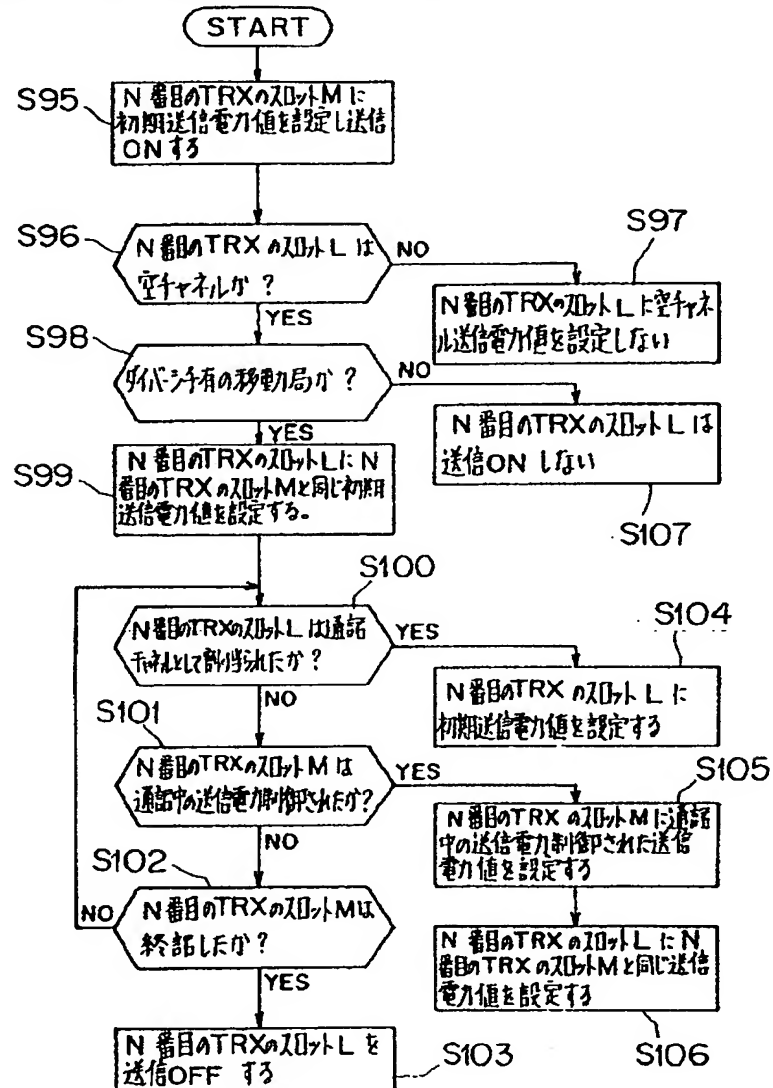 START
S95
N番目のTRXのスロットMに
初期送信電力値を設定し送信
ONする
S96
N番目のTRXのスロットLは
空チャネルか?
NO
YES
S97
N番目のTRXのスロットLに空チャネ
ル送信電力値を設定しない
S98
ダイバーシチ有の移動局か?
NO
YES
N番目のTRXのスロットLは
送信ONしない
S107
S99
N番目のTRXのスロットLにN
番目のTRXのスロットMと同じ初期
送信電力値を設定する。
S100
N番目のTRXのスロットLは通話
チャネルとして割り当られたか?
YES
NO
S104
N番目のTRXのスロットLに
初期送信電力値を設定する
S101
N番目のTRXのスロットMは
通話中の送信電力制御されたか?
YES
NO
S105
N番目のTRXのスロットMに通話
中の送信電力制御された送信
電力値を設定する
S102
N番目のTRXのスロットMは
終話したか?
NO
YES
N番目のTRXのスロットLにN
番目のTRXのスロットMと同じ送信
電力値を設定する
S106
N番目のTRXのスロットLを
送信OFFする
S103